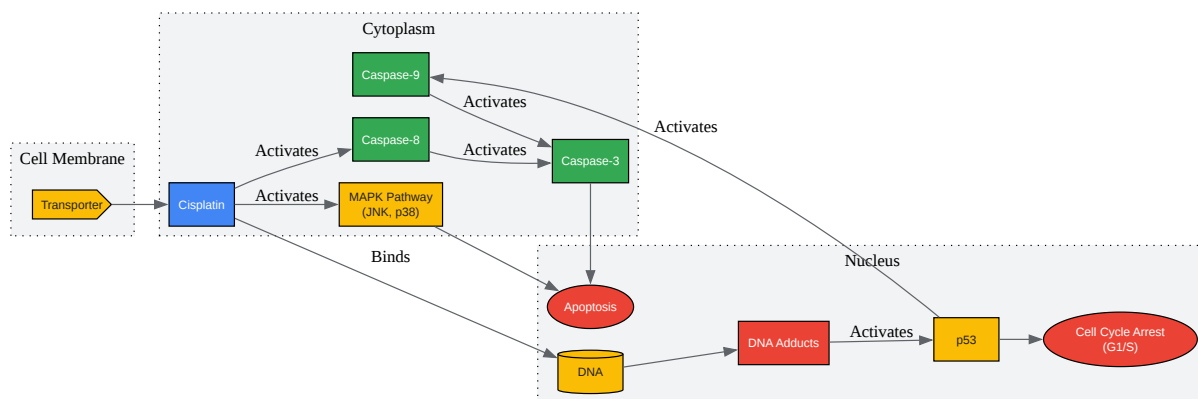 Cytoplasm
Caspase-9
Activates
Activates
Caspase-8
Activates
Activates
Caspase-3
Cell Membrane
Transporter
Cisplatin
Activates
MAPK Pathway
(JNK, p38)
Binds
Nucleus
Apoptosis
DNA Adducts
Activates
p53
Cell Cycle Arrest
(G1/S)
DNA